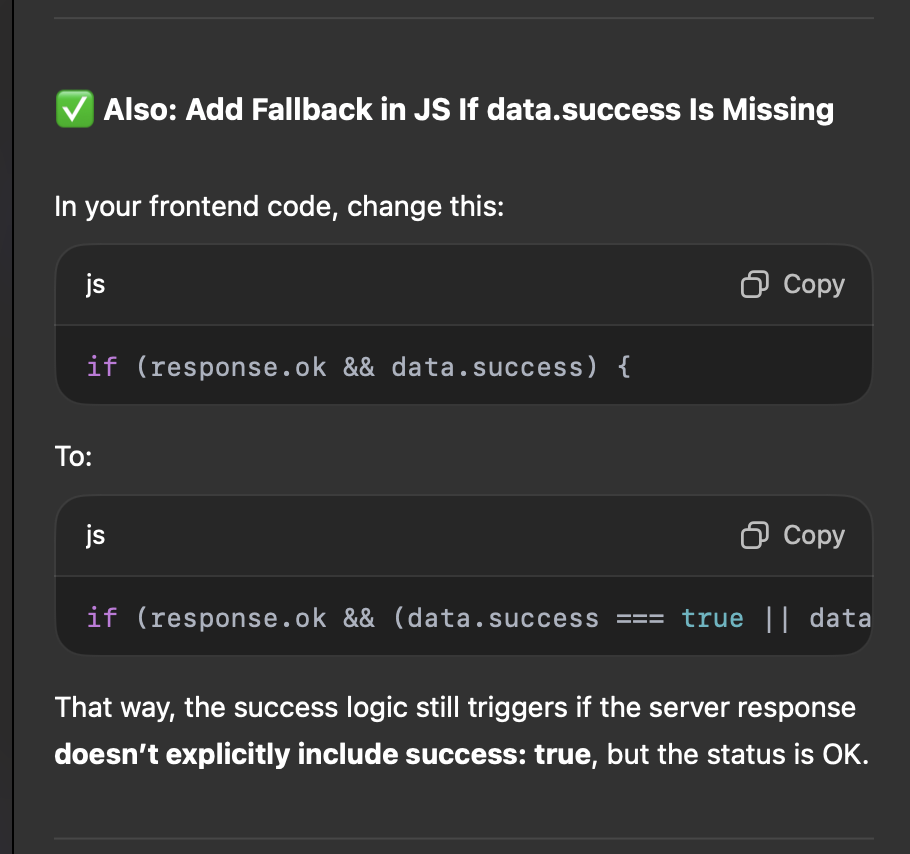 ✅ Also: Add Fallback in JS If data.success Is Missing
In your frontend code, change this:
js Copy
if (response.ok && data.success) {
To:
js Copy
if (response.ok && (data.success === true || data
That way, the success logic still triggers if the server response
doesn’t explicitly include success: true, but the status is OK.